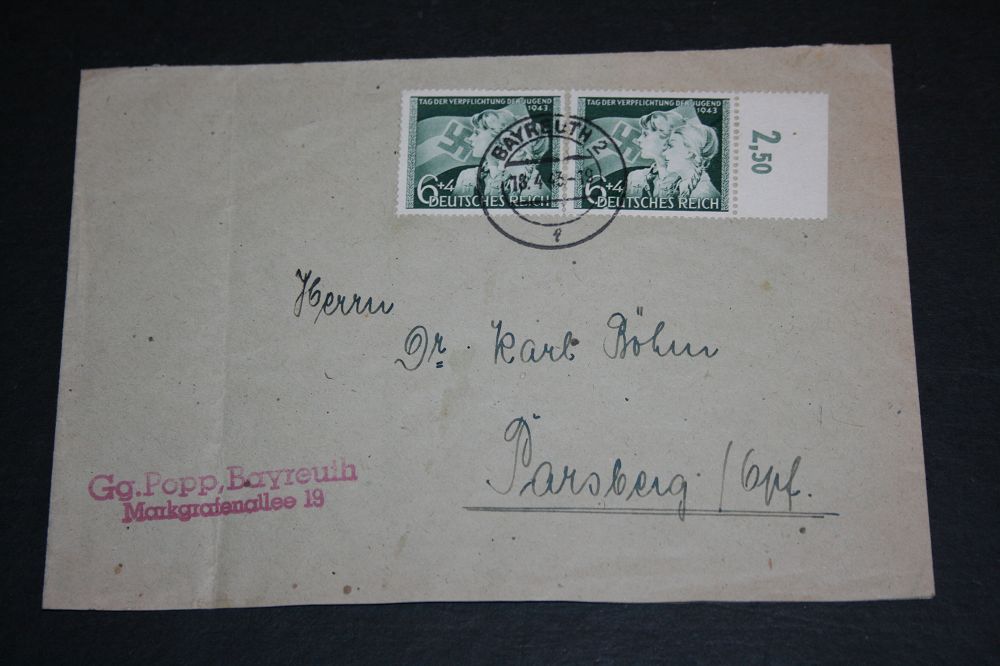 TAG DER VERPFLICHTUNG DER JUGEND
1943
6+4
DEUTSCHES REICH
TAG DER VERPFLICHTUNG DER JUGEND
1943
6+4
DEUTSCHES REICH
2,50
BAYREUTH 2
Herrn
Dr. Karl Böhm
Parsberg / Opf.
Gg. Popp, Bayreuth
Markgrafenallee 19